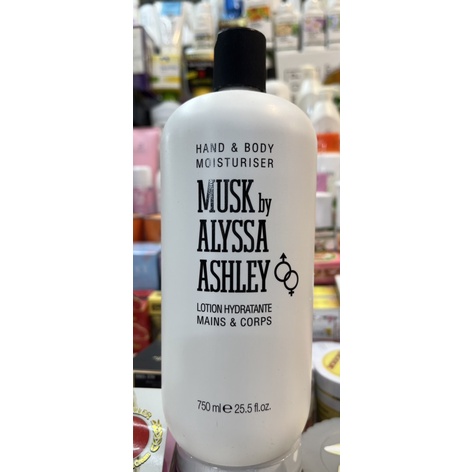 HAND & BODY
MOISTURISER
MUSK by
ALYSSA
ASHLEY
LOTION HYDRATANTE
MAINS & CORPS
750 ml ℮ 25.5 fl.oz.